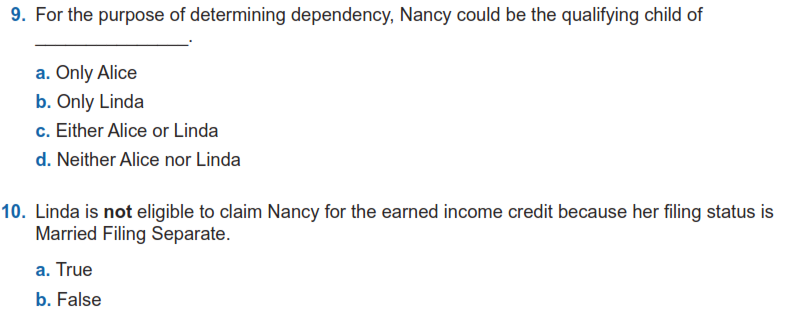 9. For the purpose of determining dependency, Nancy could be the qualifying child of
_______________.
a. Only Alice
b. Only Linda
c. Either Alice or Linda
d. Neither Alice nor Linda
10. Linda is not eligible to claim Nancy for the earned income credit because her filing status is
Married Filing Separate.
a. True
b. False